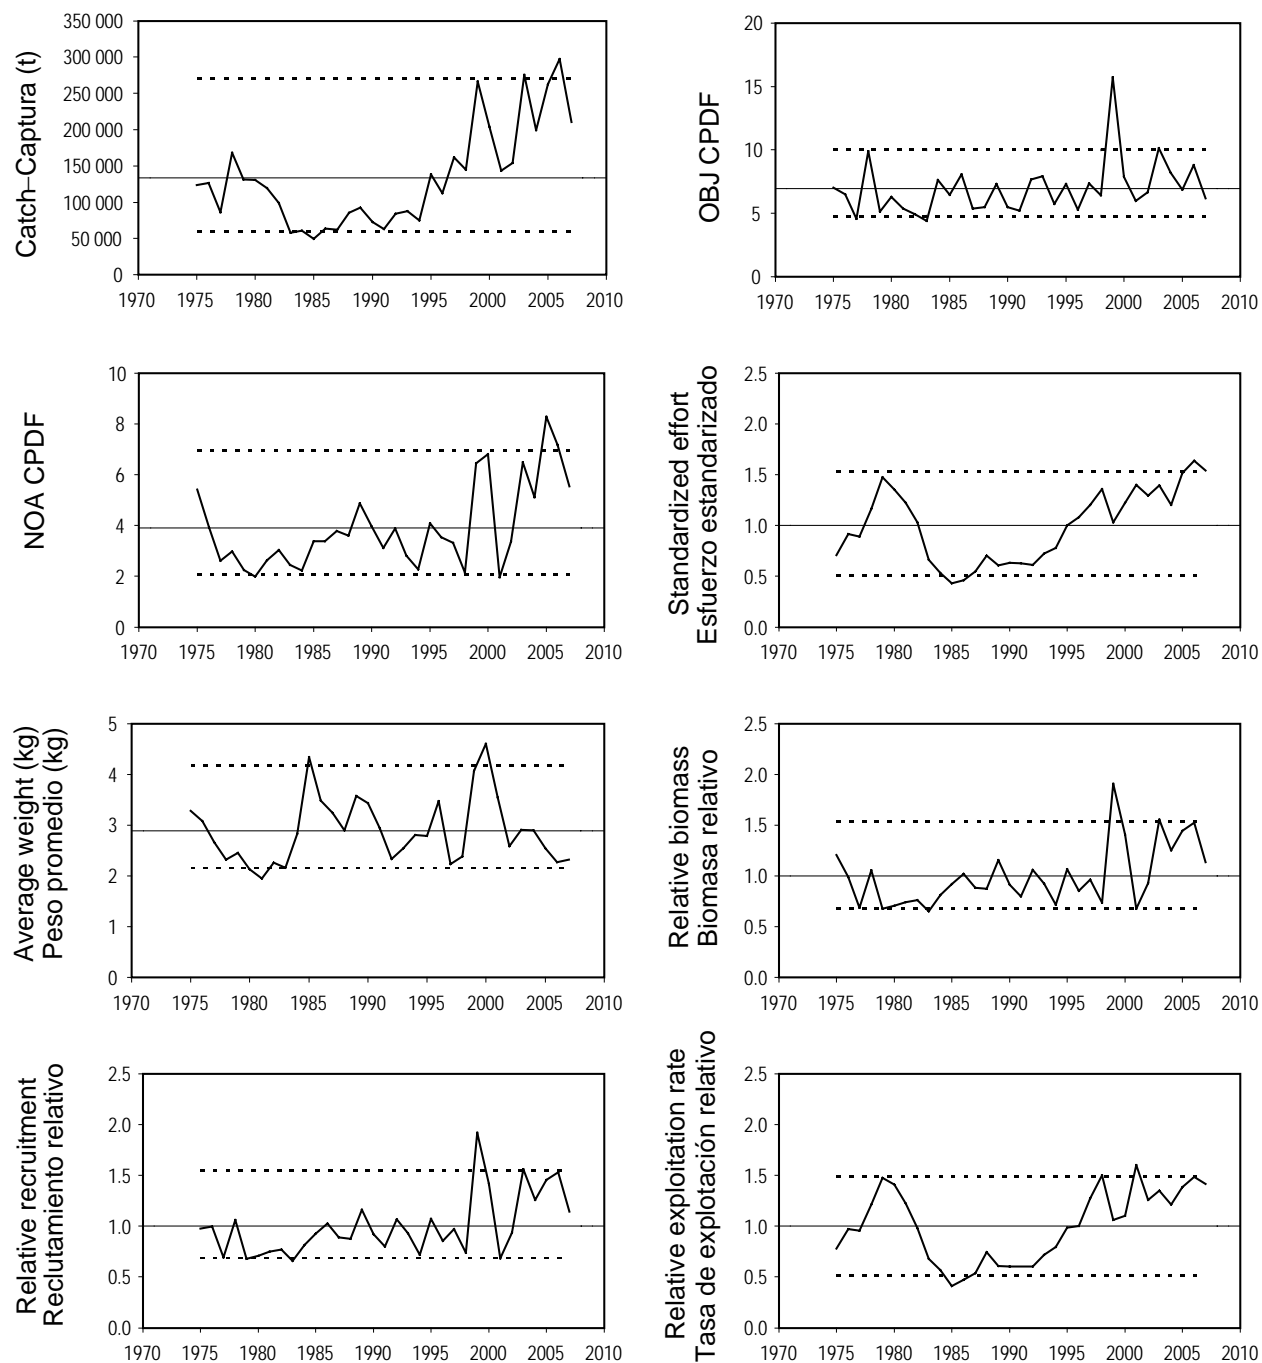 Catch–Captura (t)
350 000
300 000
250 000
200 000
150 000
100 000
50 000
0
1970 1975 1980 1985 1990 1995 2000 2005 2010
OBJ CPDF
20
15
10
5
0
1970 1975 1980 1985 1990 1995 2000 2005 2010
NOA CPDF
10
8
6
4
2
0
1970 1975 1980 1985 1990 1995 2000 2005 2010
Standardized effort
Esfuerzo estandarizado
2.5
2.0
1.5
1.0
0.5
0.0
1970 1975 1980 1985 1990 1995 2000 2005 2010
Average weight (kg)
Peso promedio (kg)
5
4
3
2
1
0
1970 1975 1980 1985 1990 1995 2000 2005 2010
Relative biomass
Biomasa relativo
2.5
2.0
1.5
1.0
0.5
0.0
1970 1975 1980 1985 1990 1995 2000 2005 2010
Relative recruitment
Reclutamiento relativo
2.5
2.0
1.5
1.0
0.5
0.0
1970 1975 1980 1985 1990 1995 2000 2005 2010
Relative exploitation rate
Tasa de explotación relativo
2.5
2.0
1.5
1.0
0.5
0.0
1970 1975 1980 1985 1990 1995 2000 2005 2010